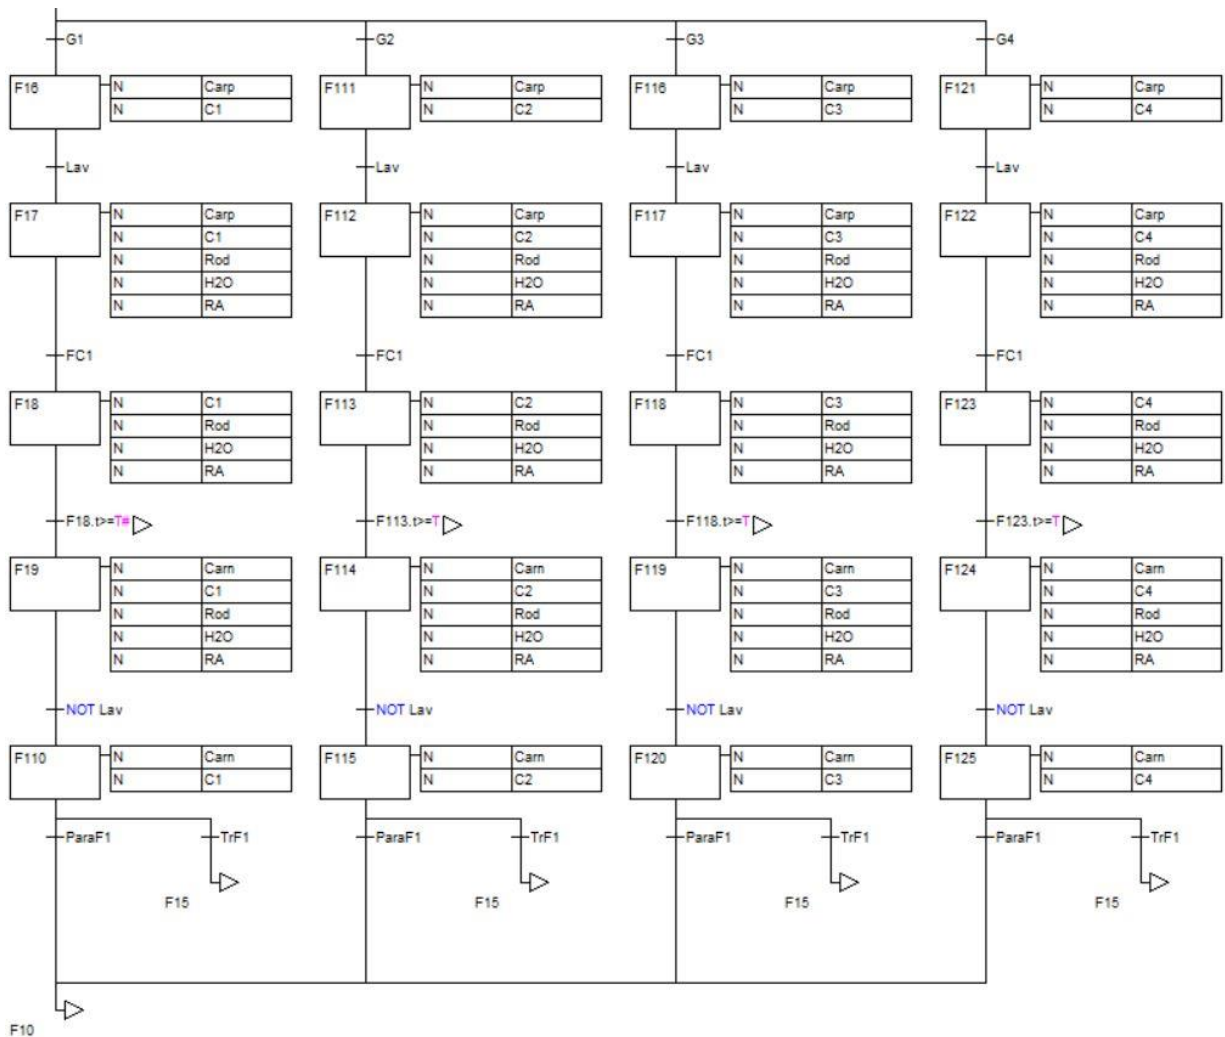 G1 G2 G3 G4
F16 N Carp F111 N Carp F116 N Carp F121 N Carp
N C1 N C2 N C3 N C4
Lav Lav Lav Lav
F17 N Carp F112 N Carp F117 N Carp F122 N Carp
N C1 N C2 N C3 N C4
N Rod N Rod N Rod N Rod
N H2O N H2O N H2O N H2O
N RA N RA N RA N RA
FC1 FC1 FC1 FC1
F18 N C1 F113 N C2 F118 N C3 F123 N C4
N Rod N Rod N Rod N Rod
N H2O N H2O N H2O N H2O
N RA N RA N RA N RA
F18.t>=T# F113.t>=T F118.t>=T F123.t>=T
F19 N Carn F114 N Carn F119 N Carn F124 N Carn
N C1 N C2 N C3 N C4
N Rod N Rod N Rod N Rod
N H2O N H2O N H2O N H2O
N RA N RA N RA N RA
NOT Lav NOT Lav NOT Lav NOT Lav
F110 N Carn F115 N Carn F120 N Carn F125 N Carn
N C1 N C2 N C3 N C4
ParaF1 TrF1 ParaF1 TrF1 ParaF1 TrF1 ParaF1 TrF1
F15 F15 F15 F15
F10